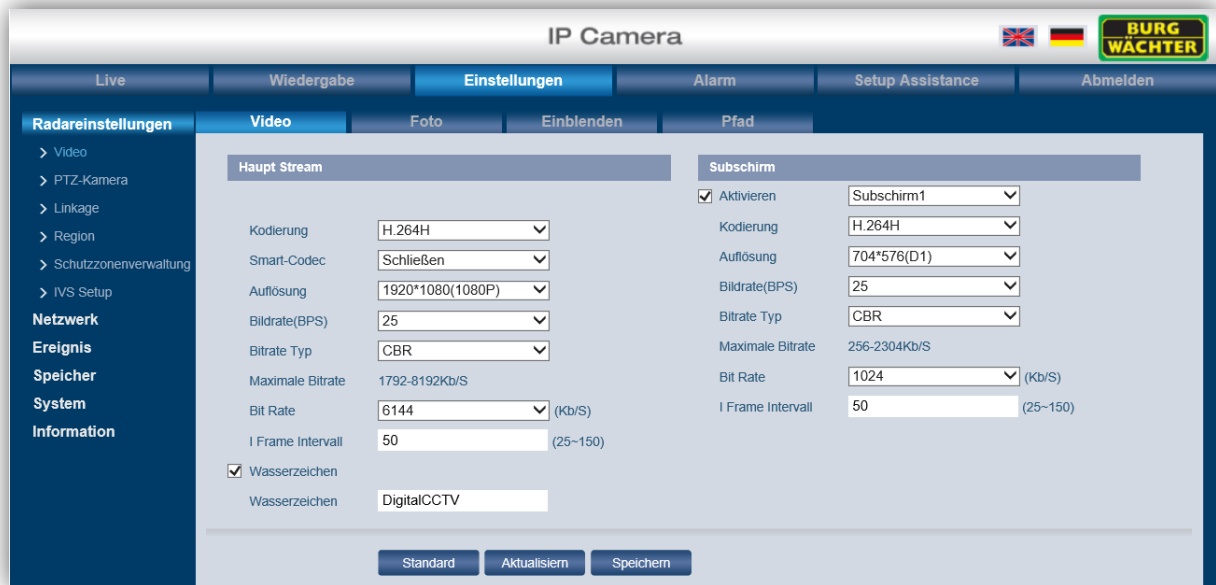 IP Camera
BURG
WÄCHTER
Live Wiedergabe Einstellungen Alarm Setup Assistance Abmelden
Radareinstellungen
Video
PTZ-Kamera
Linkage
Region
Schutzzonenverwaltung
IVS Setup
Netzwerk
Ereignis
Speicher
System
Information
Video Foto Einblenden Pfad
Haupt Stream
Kodierung H.264H
Smart-Codec Schließen
Auflösung 1920*1080(1080P)
Bildrate(BPS) 25
Bitrate Typ CBR
Maximale Bitrate 1792-8192Kb/S
Bit Rate 6144 (Kb/S)
I Frame Intervall 50 (25~150)
Wasserzeichen
Wasserzeichen DigitalCCTV
Subschirm
Aktivieren Subschirm1
Kodierung H.264H
Auflösung 704*576(D1)
Bildrate(BPS) 25
Bitrate Typ CBR
Maximale Bitrate 256-2304Kb/S
Bit Rate 1024 (Kb/S)
I Frame Intervall 50 (25~150)
Standard Aktualisiern Speichern